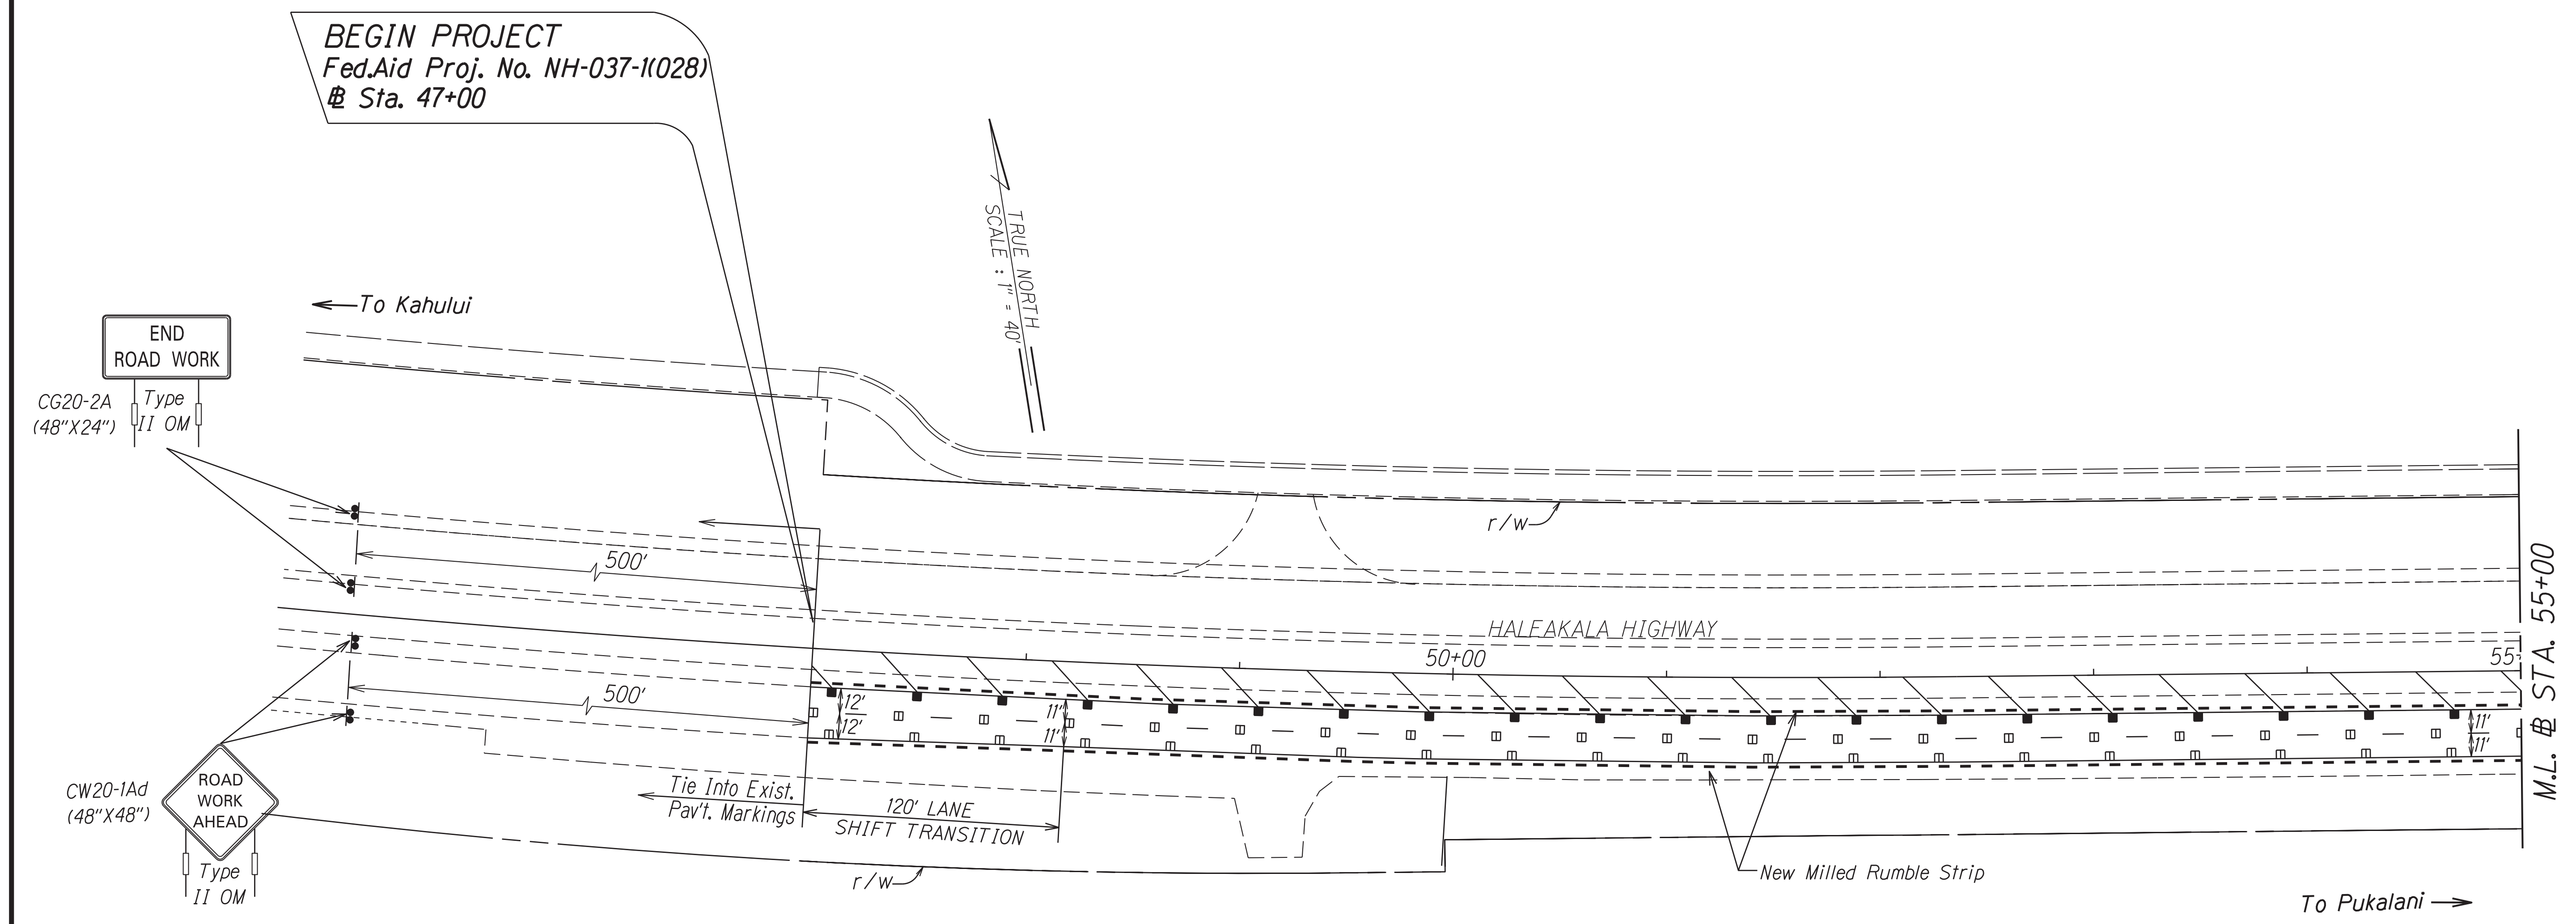 BEGIN PROJECT
Fed.Aid Proj. No. NH-037-1(028)
BL Sta. 47+00
TRUE NORTH
SCALE : 1" = 40'
To Kahului
END
ROAD WORK
CG20-2A
(48"X24")
Type
II OM
500'
r/w
HALEAKALA HIGHWAY
50+00
55+
M.L. BL STA. 55+00
500'
12'
12'
11'
11'
11'
11'
CW20-1Ad
(48"X48")
ROAD
WORK
AHEAD
Type
II OM
Tie Into Exist.
Pav't. Markings
120' LANE
SHIFT TRANSITION
r/w
New Milled Rumble Strip
To Pukalani